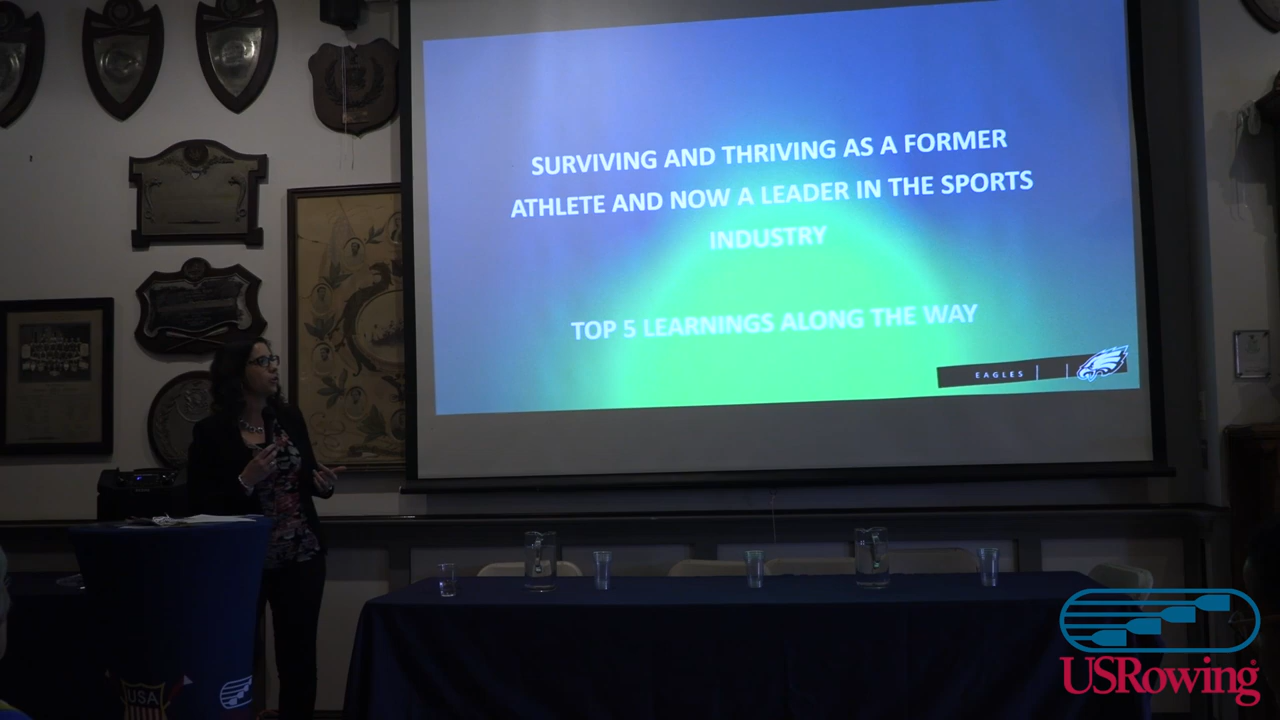 SURVIVING AND THRIVING AS A FORMER
ATHLETE AND NOW A LEADER IN THE SPORTS
INDUSTRY
TOP 5 LEARNINGS ALONG THE WAY
EAGLES
USA
USRowing